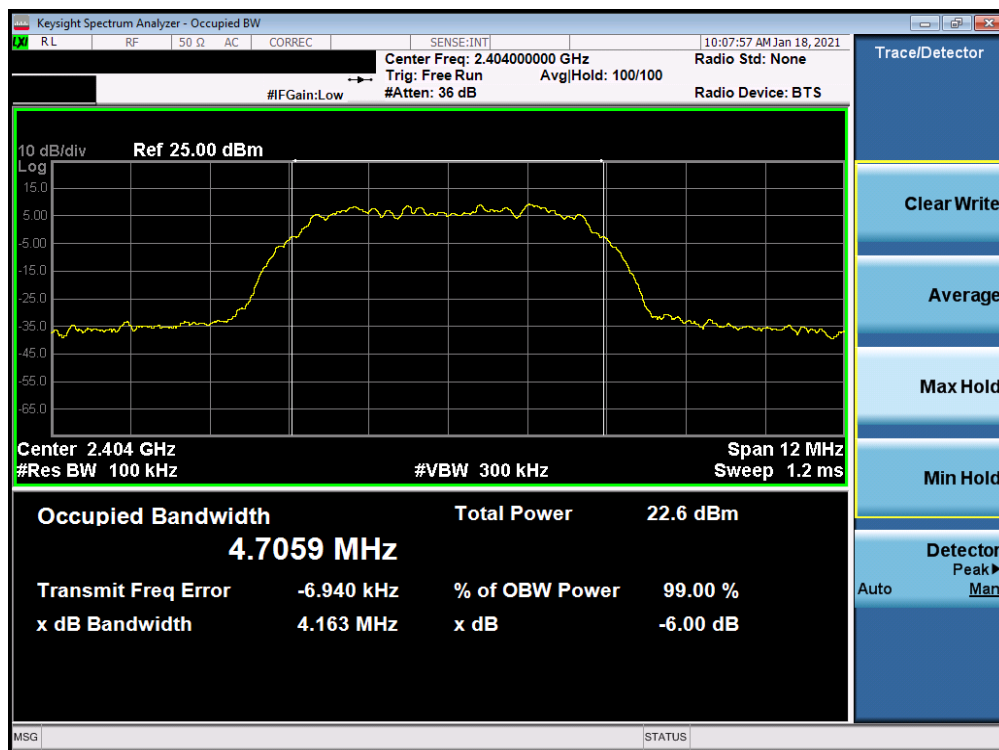 Keysight Spectrum Analyzer - Occupied BW
LXI RL RF 50 Ω AC CORREC SENSE:INT 10:07:57 AM Jan 18, 2021
Center Freq: 2.404000000 GHz Radio Std: None
Trig: Free Run Avg|Hold: 100/100
#IFGain:Low #Atten: 36 dB Radio Device: BTS
10 dB/div Ref 25.00 dBm
Log
15.0
5.00
-5.00
-15.0
-25.0
-35.0
-45.0
-55.0
-65.0
Center 2.404 GHz Span 12 MHz
#Res BW 100 kHz #VBW 300 kHz Sweep 1.2 ms
Occupied Bandwidth Total Power 22.6 dBm
4.7059 MHz
Transmit Freq Error -6.940 kHz % of OBW Power 99.00 %
x dB Bandwidth 4.163 MHz x dB -6.00 dB
MSG STATUS
Trace/Detector
Clear Write
Average
Max Hold
Min Hold
Detector
Peak▶
Auto Man